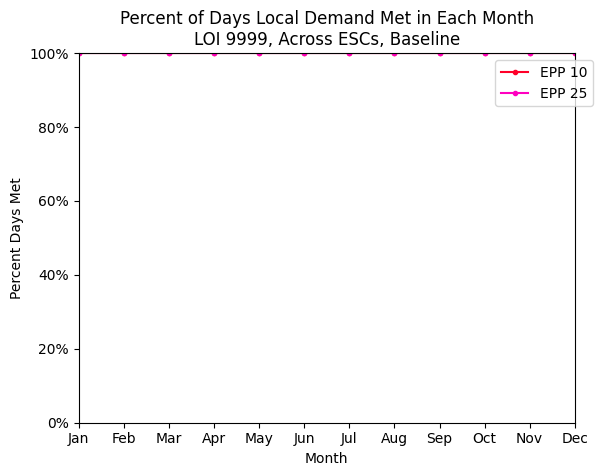 Percent of Days Local Demand Met in Each Month
LOI 9999, Across ESCs, Baseline
100%
80%
60%
40%
20%
0%
Percent Days Met
EPP 10
EPP 25
Jan Feb Mar Apr May Jun Jul Aug Sep Oct Nov Dec
Month